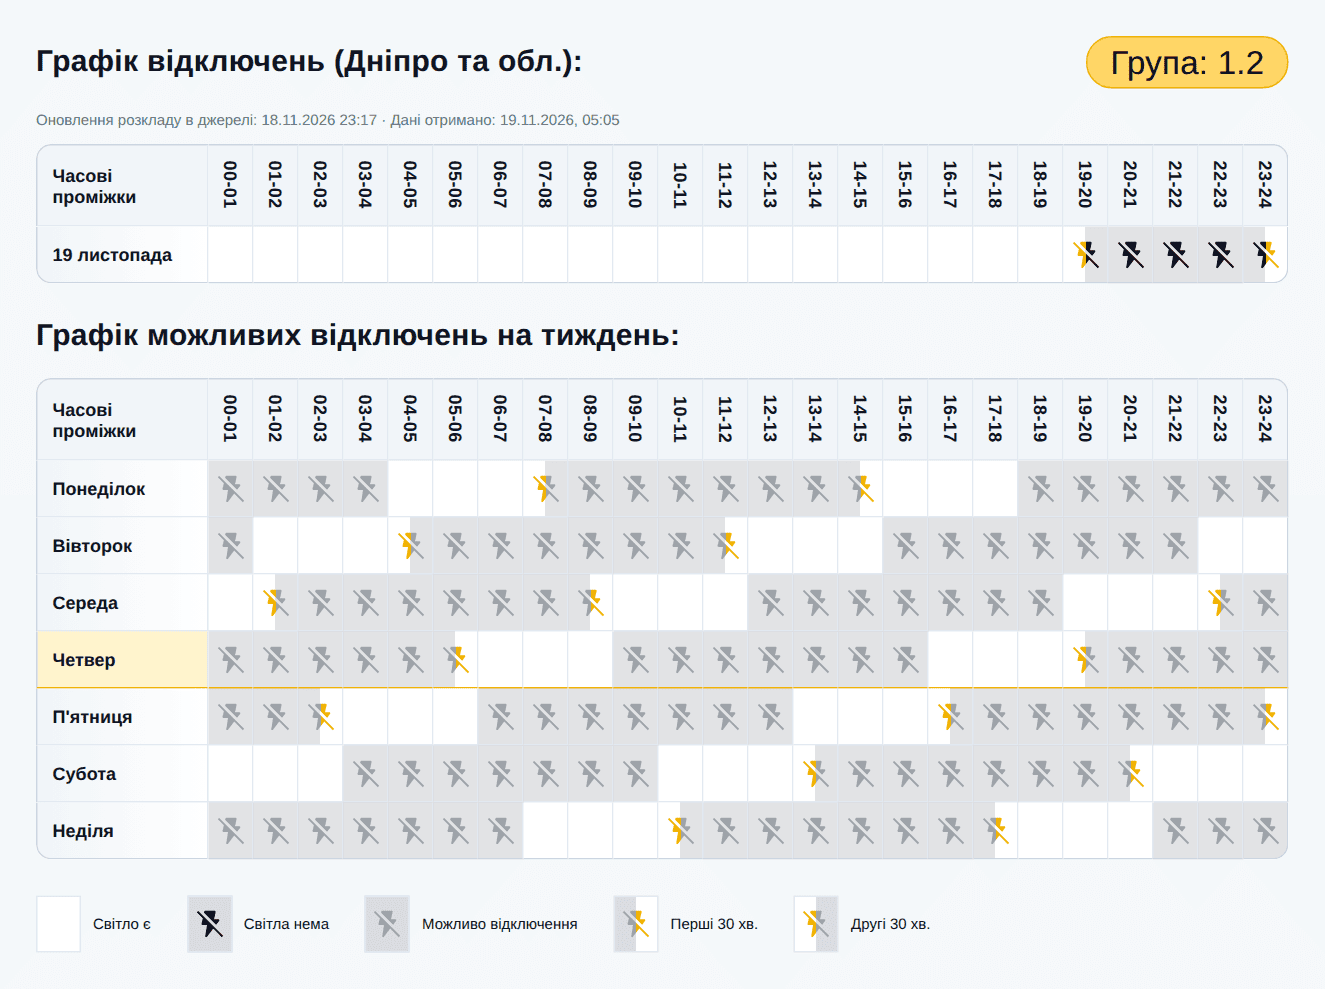 Графік відключень (Дніпро та обл.):
Група: 1.2
Оновлення розкладу в джерелі: 18.11.2026 23:17 · Дані отримано: 19.11.2026, 05:05
Часові проміжки 00-01 01-02 02-03 03-04 04-05 05-06 06-07 07-08 08-09 09-10 10-11 11-12 12-13 13-14 14-15 15-16 16-17 17-18 18-19 19-20 20-21 21-22 22-23 23-24
19 листопада
Графік можливих відключень на тиждень:
Часові проміжки 00-01 01-02 02-03 03-04 04-05 05-06 06-07 07-08 08-09 09-10 10-11 11-12 12-13 13-14 14-15 15-16 16-17 17-18 18-19 19-20 20-21 21-22 22-23 23-24
Понеділок
Вівторок
Середа
Четвер
П'ятниця
Субота
Неділя
Світло є Світла нема Можливо відключення Перші 30 хв. Другі 30 хв.